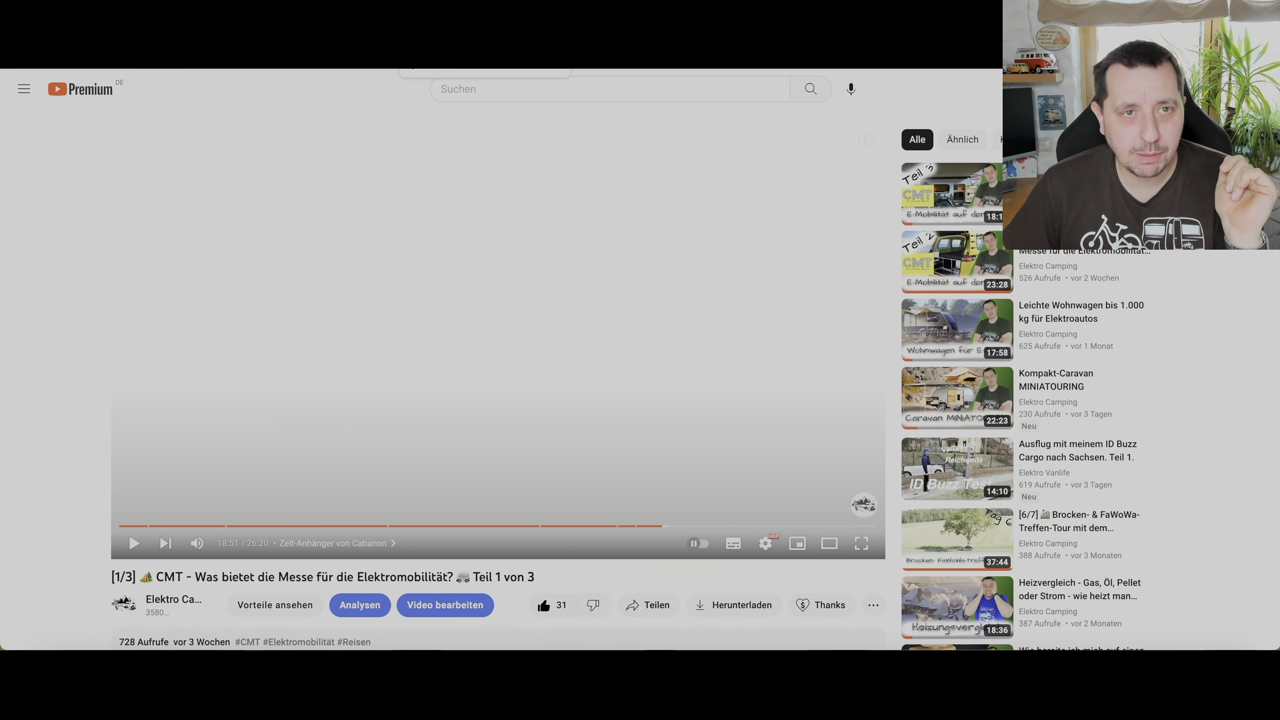 Premium DE
Suchen
Alle
Ähnlich
Teil 3
CMT
E-Mobilität auf der
Teil 2
CMT
E-Mobilität auf der
23:28
Messe für die Elektromobilität...
Elektro Camping
526 Aufrufe • vor 2 Wochen
17:58
Leichte Wohnwagen bis 1.000
kg für Elektroautos
Elektro Camping
625 Aufrufe • vor 1 Monat
22:23
Kompakt-Caravan
MINIATOURING
Elektro Camping
230 Aufrufe • vor 3 Tagen
Neu
ID Buzz Test
14:10
Ausflug mit meinem ID Buzz
Cargo nach Sachsen. Teil 1.
Elektro Vanlife
619 Aufrufe • vor 3 Tagen
Neu
Tag 6
37:44
[6/7] Brocken- & FaWoWa-
Treffen-Tour mit dem...
Elektro Camping
388 Aufrufe • vor 3 Monaten
18:36
Heizvergleich - Gas, Öl, Pellet
oder Strom - wie heizt man...
Elektro Camping
387 Aufrufe • vor 2 Monaten
18:51 / 26:20 • Zelt-Anhänger von Cabanon
[1/3] 🏕️ CMT - Was bietet die Messe für die Elektromobilität? 🚐 Teil 1 von 3
Elektro Ca...
3580...
Vorteile ansehen
Analysen
Video bearbeiten
31
Teilen
Herunterladen
Thanks
728 Aufrufe vor 3 Wochen #CMT #Elektromobilität #Reisen